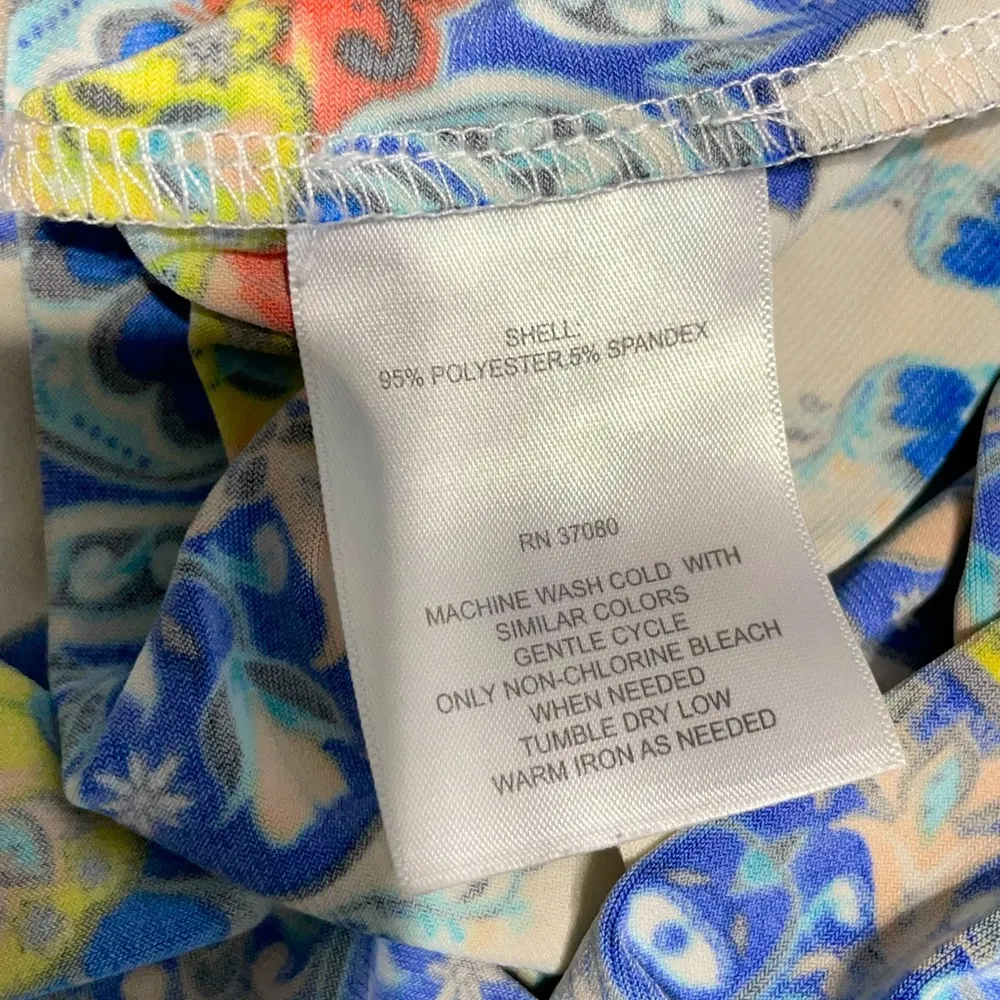 SHELL:
95% POLYESTER.5% SPANDEX
RN 37080
MACHINE WASH COLD WITH
SIMILAR COLORS
GENTLE CYCLE
ONLY NON-CHLORINE BLEACH
WHEN NEEDED
TUMBLE DRY LOW
WARM IRON AS NEEDED